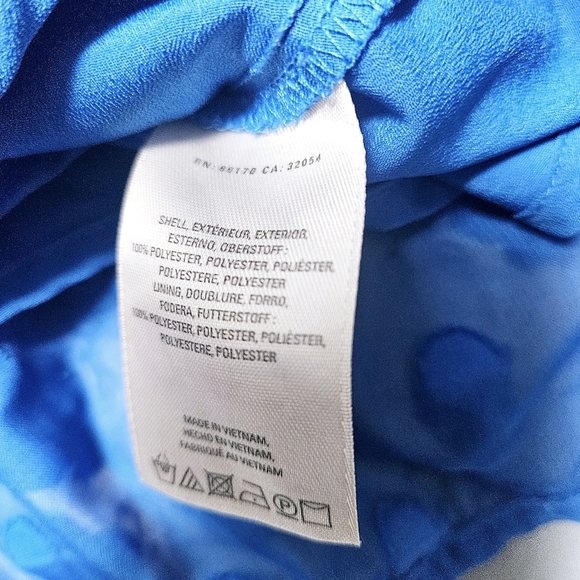 RN: 66170 CA: 32054
SHELL, EXTÉRIEUR, EXTERIOR,
ESTERNO, OBERSTOFF:
100% POLYESTER, POLYESTER, POLIÉSTER,
POLYESTERE, POLYESTER
LINING, DOUBLURE, FORRO,
FODERA, FUTTERSTOFF:
100% POLYESTER, POLYESTER, POLIÉSTER,
POLYESTERE, POLYESTER
MADE IN VIETNAM,
HECHO EN VIETNAM,
FABRIQUÉ AU VIETNAM
P